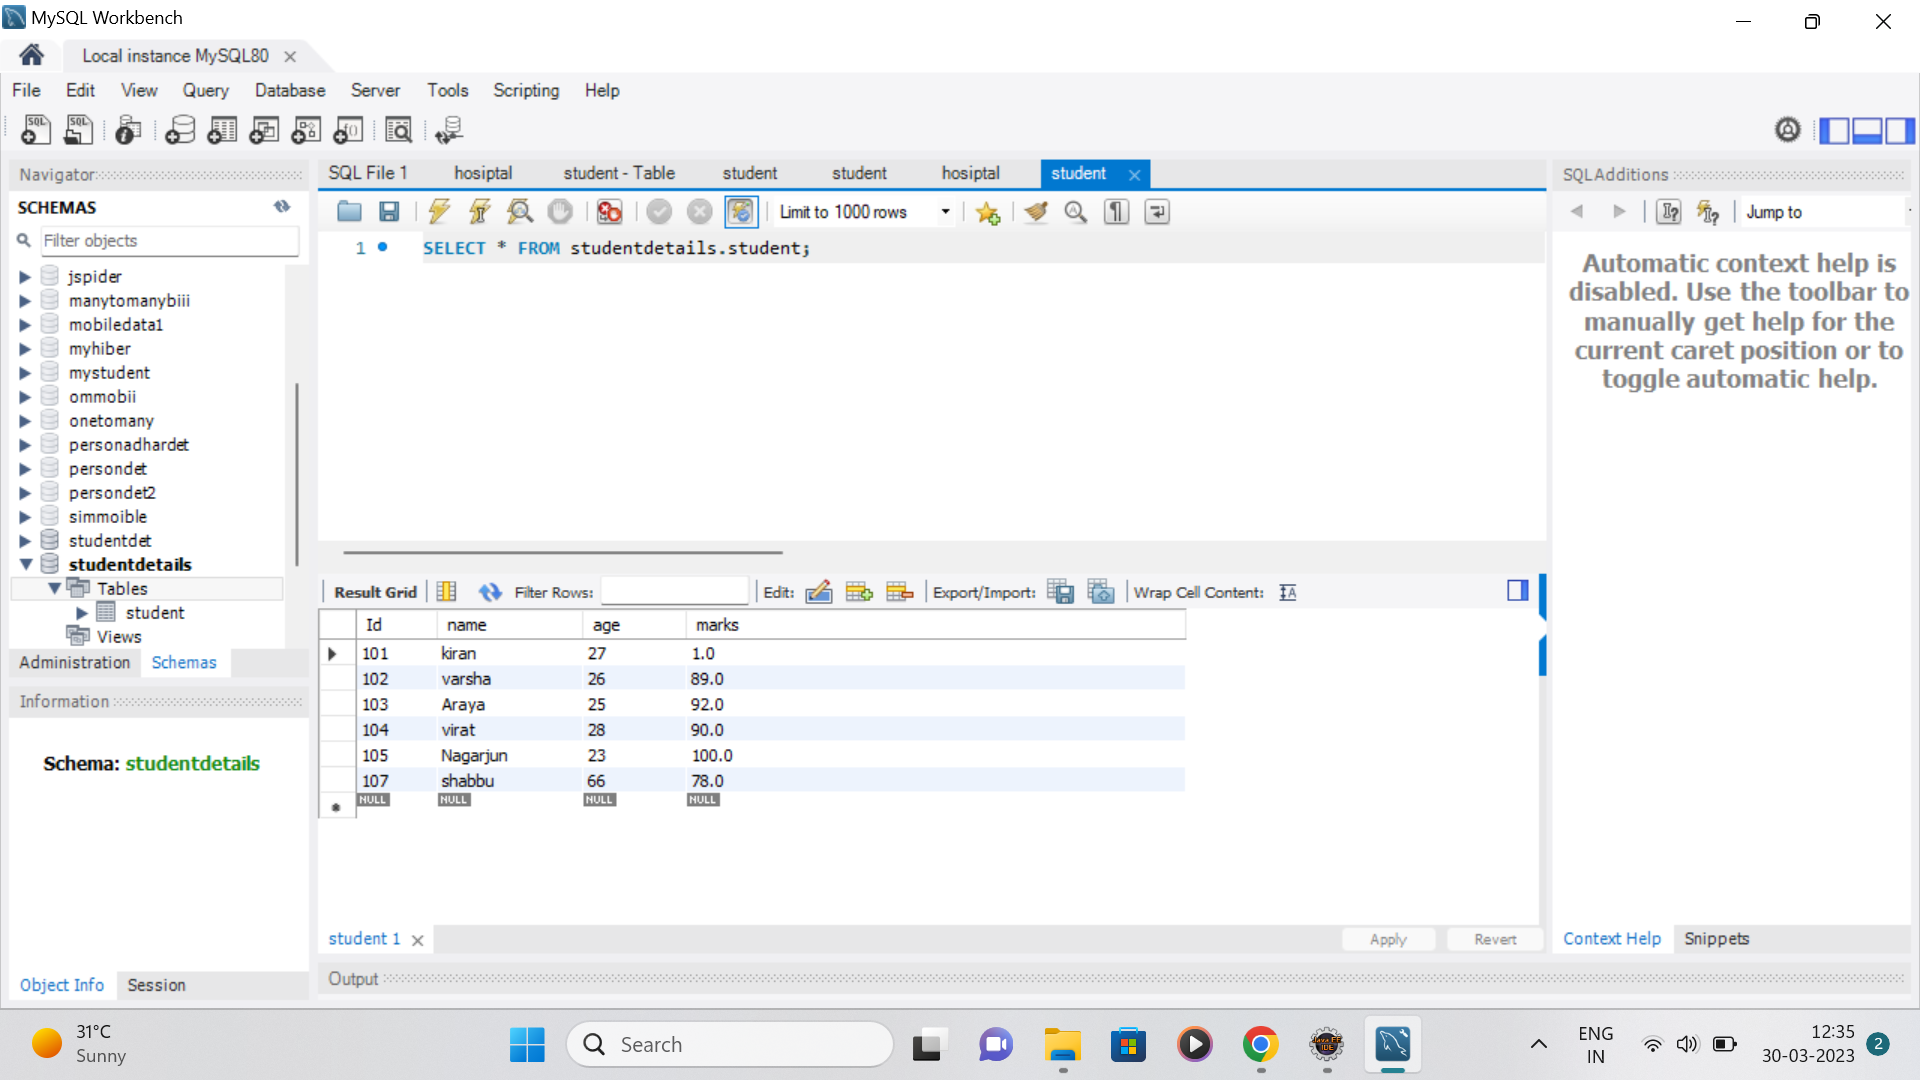 MySQL Workbench
Local instance MySQL80
File Edit View Query Database Server Tools Scripting Help
Navigator
SCHEMAS
Filter objects
jspider
manytomanybiii
mobiledata1
myhiber
mystudent
ommobii
onetomany
personadhardet
persondet
persondet2
simmoible
studentdet
studentdetails
Tables
student
Views
Administration Schemas
Information
Schema: studentdetails
Object Info Session
SQL File 1 hosiptal student - Table student student hosiptal student
Limit to 1000 rows
1 SELECT * FROM studentdetails.student;
Result Grid Filter Rows: Edit: Export/Import: Wrap Cell Content:
Id name age marks
101 kiran 27 1.0
102 varsha 26 89.0
103 Araya 25 92.0
104 virat 28 90.0
105 Nagarjun 23 100.0
107 shabbu 66 78.0
NULL NULL NULL NULL
student 1 Apply Revert
Output
SQLAdditions
Jump to
Automatic context help is
disabled. Use the toolbar to
manually get help for the
current caret position or to
toggle automatic help.
Context Help Snippets
31°C
Sunny
Search
ENG
IN
12:35
30-03-2023
2